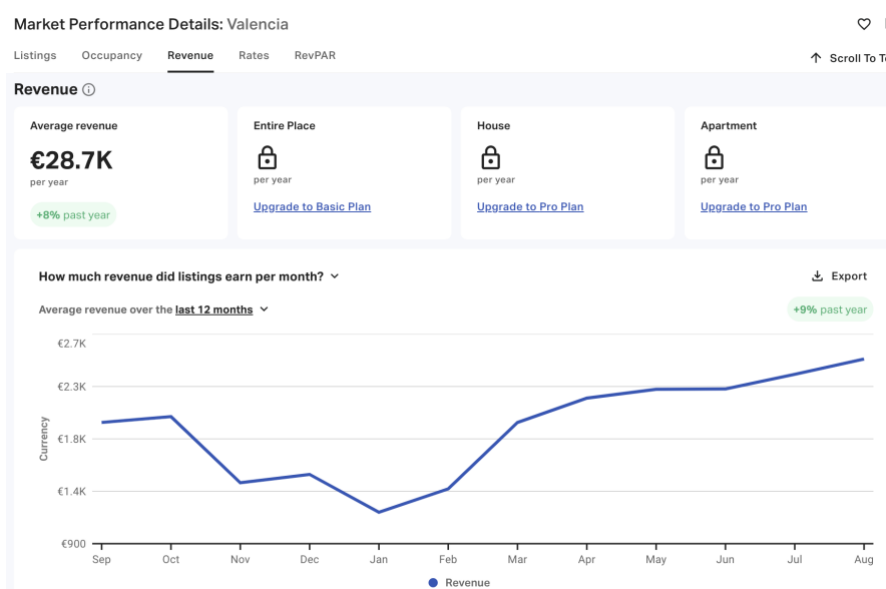 Market Performance Details: Valencia
Listings Occupancy Revenue Rates RevPAR
Scroll To T
Revenue
Average revenue
€28.7K
per year
+8% past year
Entire Place
per year
Upgrade to Basic Plan
House
per year
Upgrade to Pro Plan
Apartment
per year
Upgrade to Pro Plan
How much revenue did listings earn per month?
Export
Average revenue over the last 12 months
+9% past year
Currency
€2.7K
€2.3K
€1.8K
€1.4K
€900
Sep Oct Nov Dec Jan Feb Mar Apr May Jun Jul Aug
Revenue